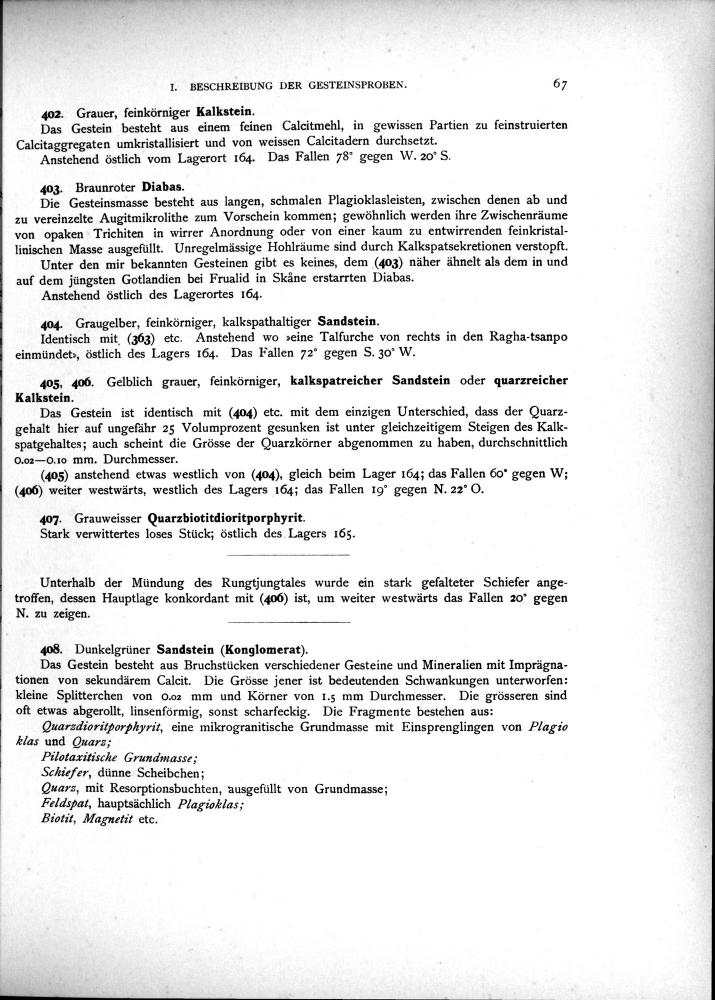 I. BESCHREIBUNG DER GESTEINSPROBEN. 67
402. Grauer, feinkörniger Kalkstein.
Das Gestein besteht aus einem feinen Calcitmehl, in gewissen Partien zu feinstruierten
Calcitaggregaten umkristallisiert und von weissen Calcitadern durchsetzt.
Anstehend östlich vom Lagerort 164. Das Fallen 78° gegen W. 20° S.
403. Braunroter Diabas.
Die Gesteinsmasse besteht aus langen, schmalen Plagioklasleisten, zwischen denen ab und
zu vereinzelte Augitmikrolithe zum Vorschein kommen; gewöhnlich werden ihre Zwischenräume
von opaken Trichiten in wirrer Anordnung oder von einer kaum zu entwirrenden feinkristal-
linischen Masse ausgefüllt. Unregelmässige Hohlräume sind durch Kalkspatsekretionen verstopft.
Unter den mir bekannten Gesteinen gibt es keines, dem (403) näher ähnelt als dem in und
auf dem jüngsten Gotlandien bei Frualid in Skåne erstarrten Diabas.
Anstehend östlich des Lagerortes 164.
404. Graugelber, feinkörniger, kalkspathaltiger Sandstein.
Identisch mit (363) etc. Anstehend wo »eine Talfurche von rechts in den Ragha-tsanpo
einmündet», östlich des Lagers 164. Das Fallen 72° gegen S. 30° W.
405, 406. Gelblich grauer, feinkörniger, kalkspatreicher Sandstein oder quarzreicher
Kalkstein.
Das Gestein ist identisch mit (404) etc. mit dem einzigen Unterschied, dass der Quarz-
gehalt hier auf ungefähr 25 Volumprozent gesunken ist unter gleichzeitigem Steigen des Kalk-
spatgehaltes; auch scheint die Grösse der Quarzkörner abgenommen zu haben, durchschnittlich
0.02—0.10 mm. Durchmesser.
(405) anstehend etwas westlich von (404), gleich beim Lager 164; das Fallen 60° gegen W;
(406) weiter westwärts, westlich des Lagers 164; das Fallen 19° gegen N. 22° O.
407. Grauweisser Quarzbiotitdioritporphyrit.
Stark verwittertes loses Stück; östlich des Lagers 165.
Unterhalb der Mündung des Rungtjungtales wurde ein stark gefalteter Schiefer ange-
troffen, dessen Hauptlage konkordant mit (406) ist, um weiter westwärts das Fallen 20° gegen
N. zu zeigen.
408. Dunkelgrüner Sandstein (Konglomerat).
Das Gestein besteht aus Bruchstücken verschiedener Gesteine und Mineralien mit Imprägna-
tionen von sekundärem Calcit. Die Grösse jener ist bedeutenden Schwankungen unterworfen:
kleine Splitterchen von 0.02 mm und Körner von 1.5 mm Durchmesser. Die grösseren sind
oft etwas abgerollt, linsenförmig, sonst scharfeckig. Die Fragmente bestehen aus:
Quarzdioritporphyrit, eine mikrogranitische Grundmasse mit Einsprenglingen von Plagio
klas und Quarz;
Pilotaxitische Grundmasse;
Schiefer, dünne Scheibchen;
Quarz, mit Resorptionsbuchten, ausgefüllt von Grundmasse;
Feldspat, hauptsächlich Plagioklas;
Biotit, Magnetit etc.